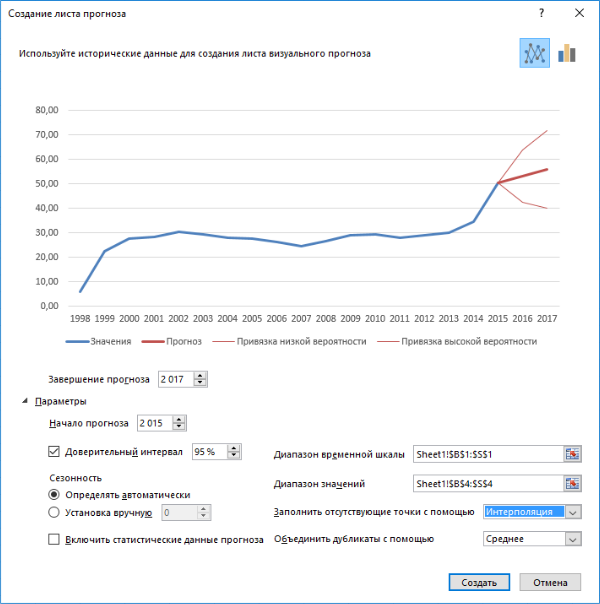 Создание листа прогноза ? ×
Используйте исторические данные для создания листа визуального прогноза
80,00
70,00
60,00
50,00
40,00
30,00
20,00
10,00
0,00
1998 1999 2000 2001 2002 2003 2004 2005 2006 2007 2008 2009 2010 2011 2012 2013 2014 2015 2016 2017
Значения Прогноз Привязка низкой вероятности Привязка высокой вероятности
Завершение прогноза 2 017
Параметры
Начало прогноза 2 015
Доверительный интервал 95 %
Диапазон временной шкалы Sheet1!$B$1:$S$1
Сезонность
Диапазон значений Sheet1!$B$4:$S$4
Определять автоматически
Установка вручную 0
Заполнить отсутствующие точки с помощью Интерполяция
Включить статистические данные прогноза
Объединить дубликаты с помощью Среднее
Создать Отмена